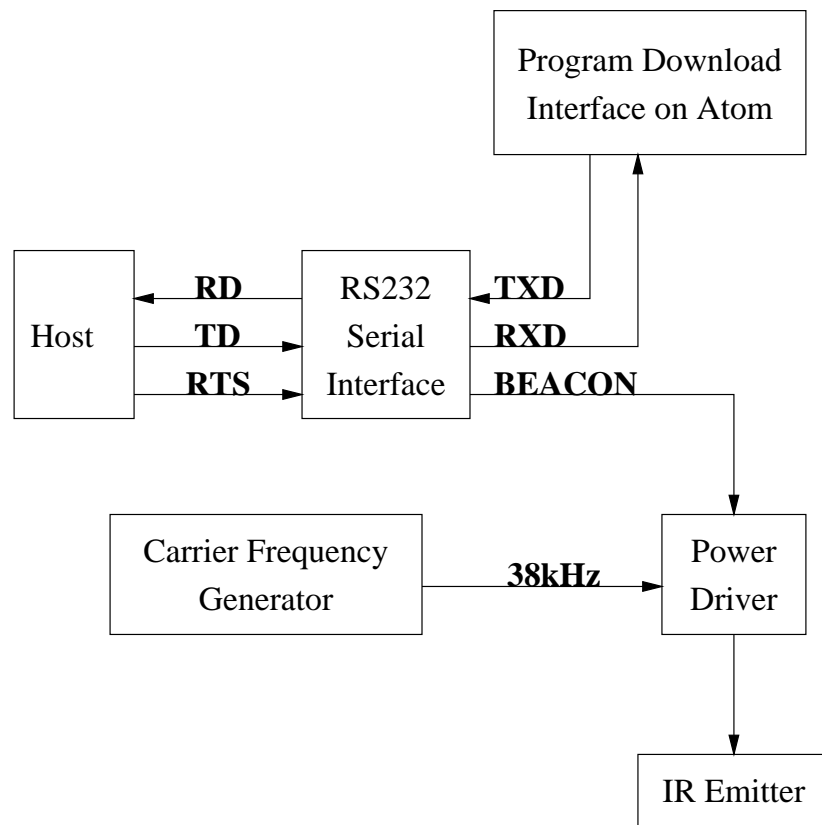 Program Download
Interface on Atom
RD
RS232
TXD
Host
TD
Serial
RXD
RTS
Interface
BEACON
Carrier Frequency
Generator
38kHz
Power
Driver
IR Emitter